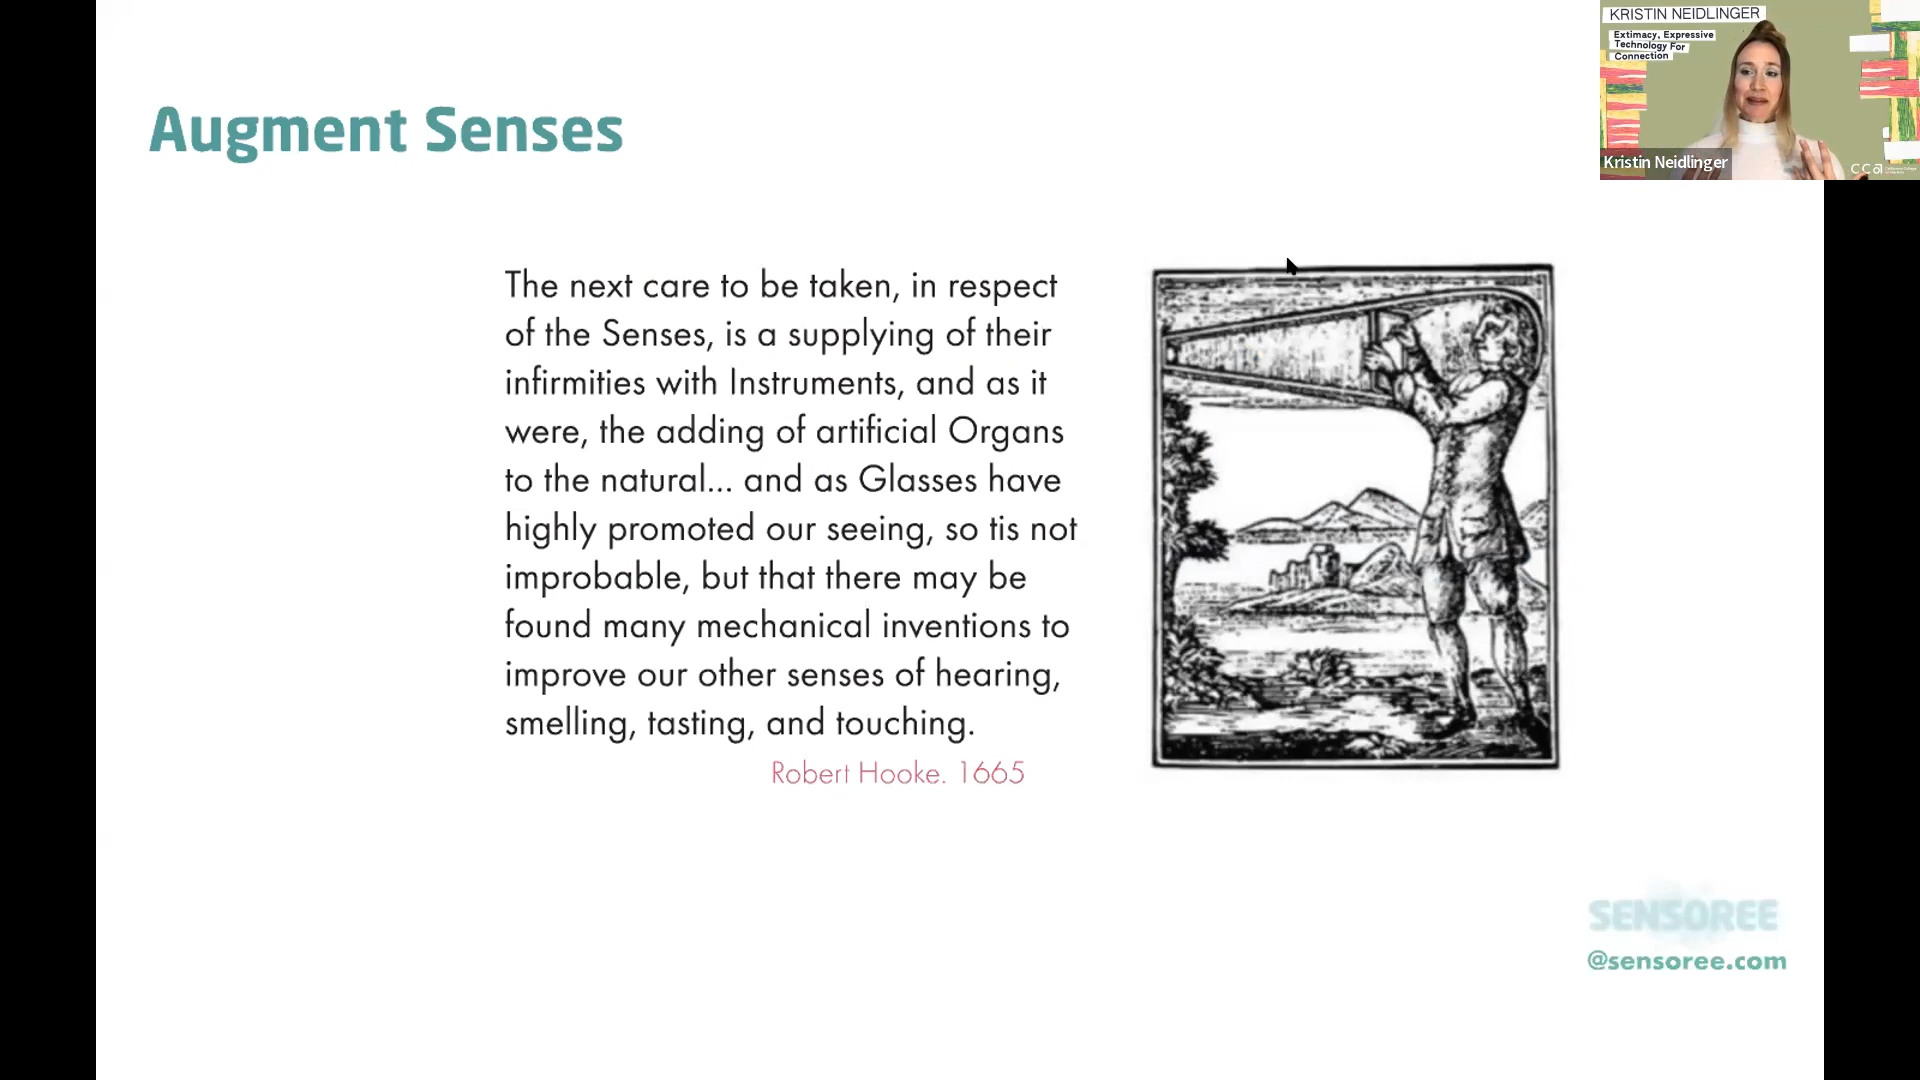 KRISTIN NEIDLINGER
Extimacy, Expressive
Technology For
Connection
Kristin Neidlinger
cca
Augment Senses
The next care to be taken, in respect
of the Senses, is a supplying of their
infirmities with Instruments, and as it
were, the adding of artificial Organs
to the natural... and as Glasses have
highly promoted our seeing, so tis not
improbable, but that there may be
found many mechanical inventions to
improve our other senses of hearing,
smelling, tasting, and touching.
Robert Hooke. 1665
SENSOREE
@sensoree.com